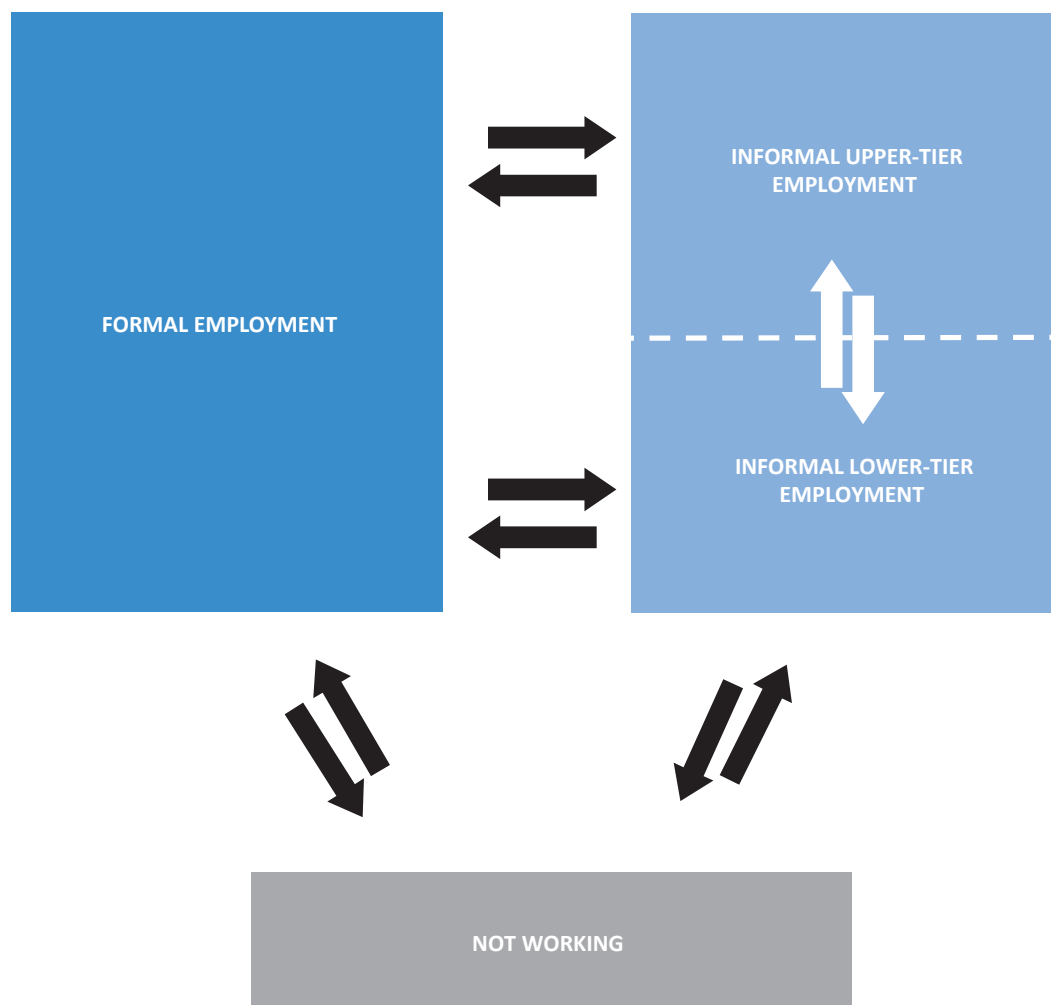 INFORMAL UPPER-TIER
EMPLOYMENT
FORMAL EMPLOYMENT
INFORMAL LOWER-TIER
EMPLOYMENT
NOT WORKING